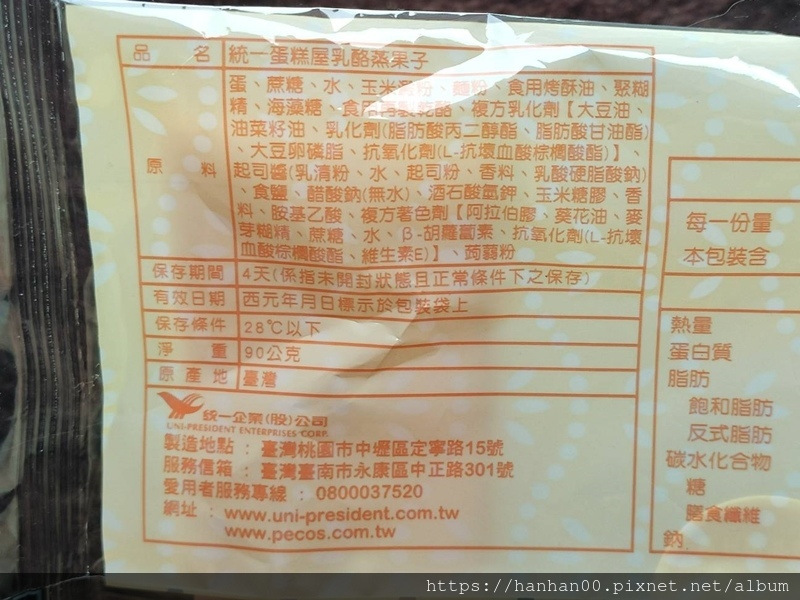 品名 統一蛋糕屋乳酪蒸果子
蛋、蔗糖、水、玉米澱粉、麵粉、食用烤酥油、聚糊
精、海藻糖、食用再製乾酪、複方乳化劑【大豆油、
油菜籽油、乳化劑(脂肪酸丙二醇酯、脂肪酸甘油酯)
、大豆卵磷脂、抗氧化劑(L-抗壞血酸棕櫚酸酯)】、
原料 起司醬(乳清粉、水、起司粉、香料、乳酸硬脂酸鈉)
、食鹽、醋酸鈉(無水)、酒石酸氫鉀、玉米糖膠、香
料、胺基乙酸、複方著色劑【阿拉伯膠、葵花油、麥
芽糊精、蔗糖、水、β-胡蘿蔔素、抗氧化劑(L-抗壞
血酸棕櫚酸酯、維生素E)】、蒟蒻粉
保存期間 4天(係指未開封狀態且正常條件下之保存)
有效日期 西元年月日標示於包裝袋上
保存條件 28℃以下
淨重 90公克
原產地 臺灣
統一企業(股)公司
UNI-PRESIDENT ENTERPRISES CORP.
製造地點：臺灣桃園市中壢區定寧路15號
服務信箱：臺灣臺南市永康區中正路301號
愛用者服務專線：0800037520
網址：www.uni-president.com.tw
www.pecos.com.tw
每一份量
本包裝含
熱量
蛋白質
脂肪
飽和脂肪
反式脂肪
碳水化合物
糖
膳食纖維
鈉
https://hanhan00.pixnet.net/album